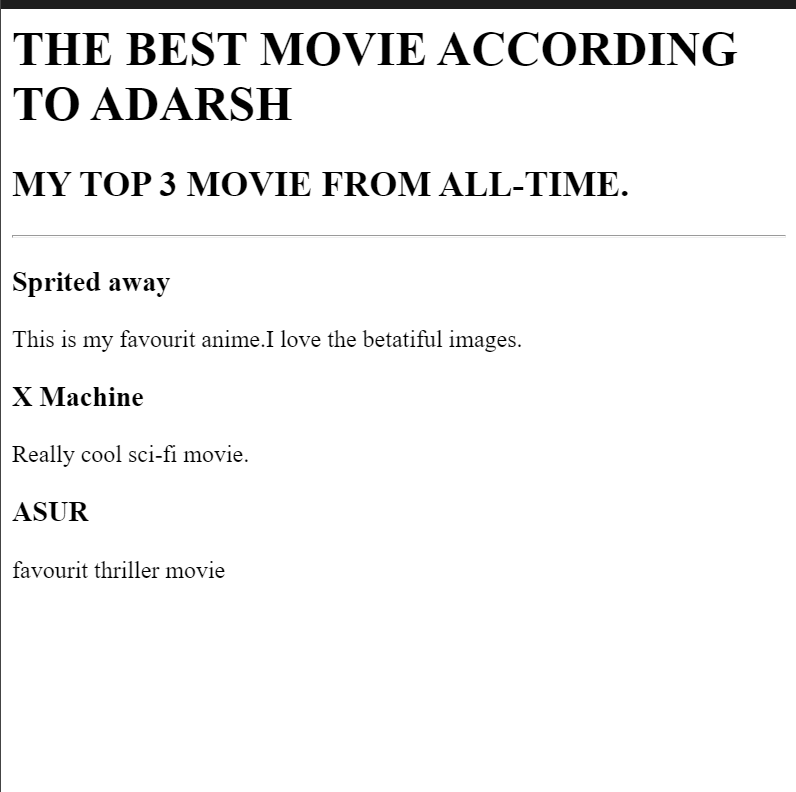 THE BEST MOVIE ACCORDING
TO ADARSH
MY TOP 3 MOVIE FROM ALL-TIME.
Sprited away
This is my favourit anime.I love the betatiful images.
X Machine
Really cool sci-fi movie.
ASUR
favourit thriller movie